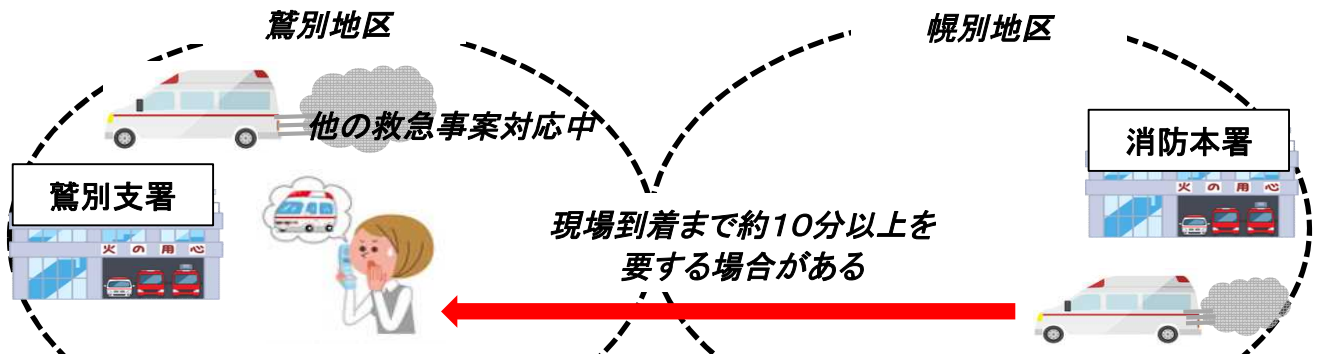 鷲別地区
幌別地区
他の救急事案対応中
消防本署
鷲別支署
火の用心
現場到着まで約１０分以上を
要する場合がある
火の用心